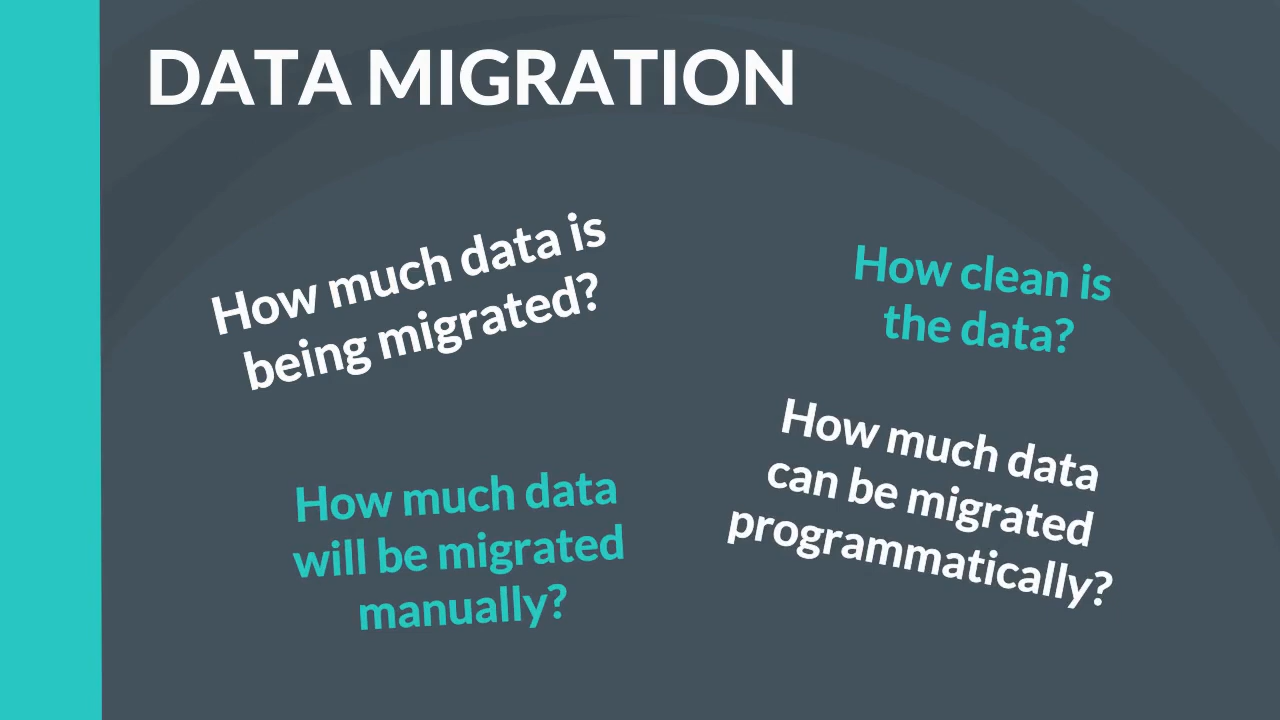 DATA MIGRATION
How much data is
being migrated?
How clean is
the data?
How much data
will be migrated
manually?
How much data
can be migrated
programmatically?